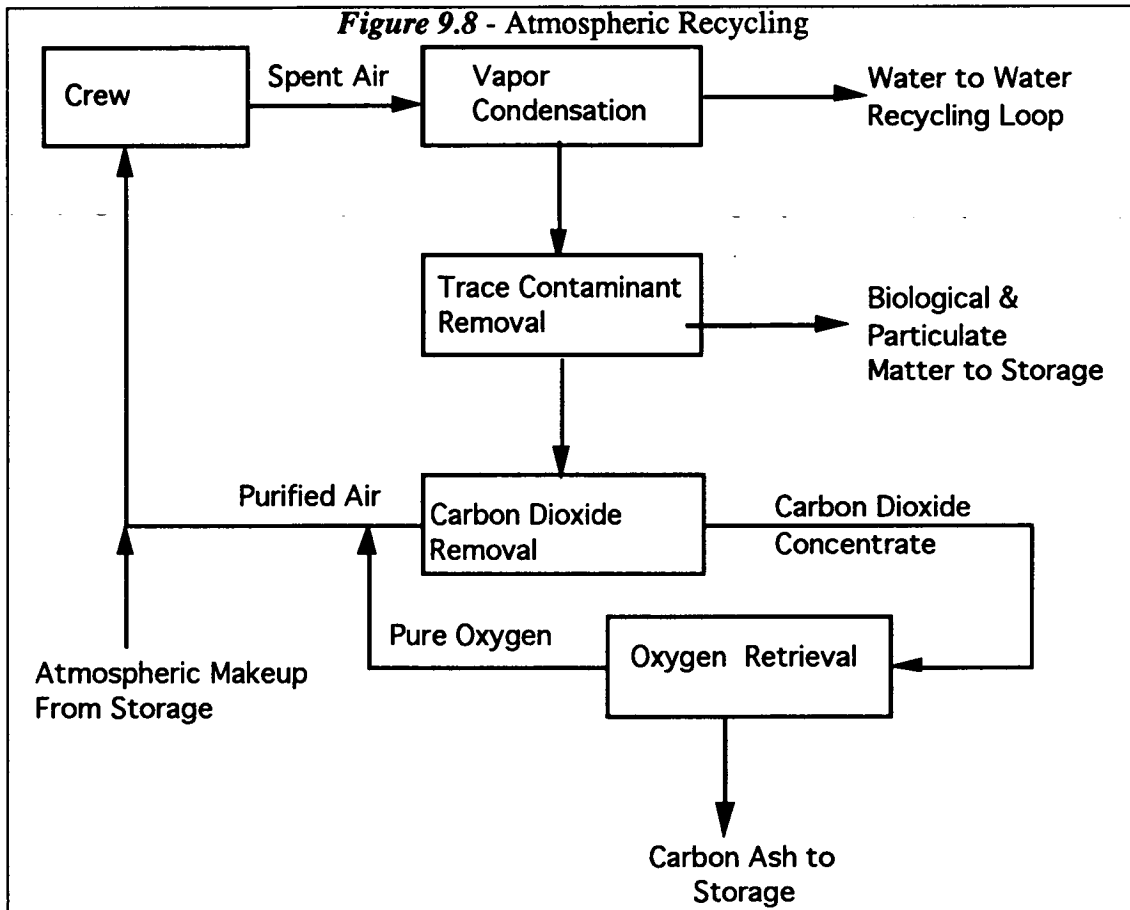 Figure 9.8 - Atmospheric Recycling
Crew
Spent Air
Vapor
Condensation
Water to Water
Recycling Loop
Trace Contaminant
Removal
Biological &
Particulate
Matter to Storage
Purified Air
Carbon Dioxide
Removal
Carbon Dioxide
Concentrate
Pure Oxygen
Oxygen Retrieval
Atmospheric Makeup
From Storage
Carbon Ash to
Storage